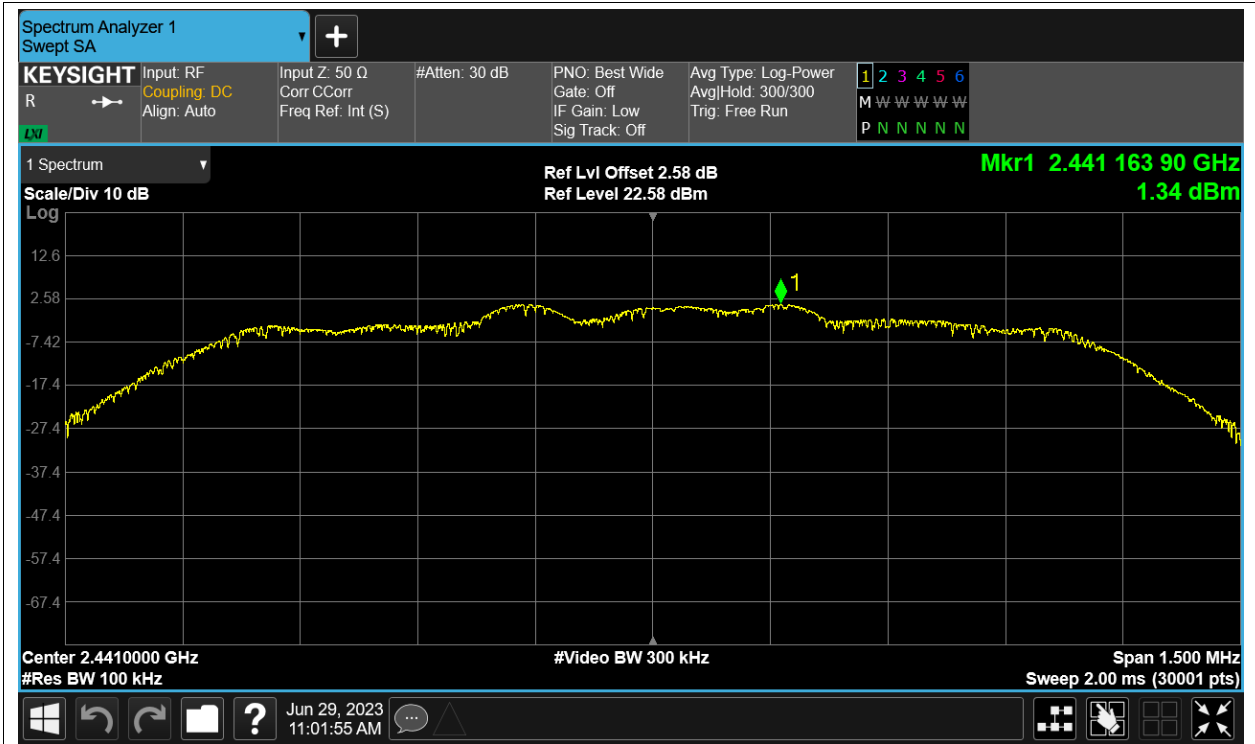 Spectrum Analyzer 1
Swept SA
KEYSIGHT
R
LXI
Input: RF
Coupling: DC
Align: Auto
Input Z: 50 Ω
Corr CCorr
Freq Ref: Int (S)
#Atten: 30 dB
PNO: Best Wide
Gate: Off
IF Gain: Low
Sig Track: Off
Avg Type: Log-Power
Avg|Hold: 300/300
Trig: Free Run
1 2 3 4 5 6
M W W W W W
P N N N N N
1 Spectrum
Scale/Div 10 dB
Log
Ref Lvl Offset 2.58 dB
Ref Level 22.58 dBm
Mkr1 2.441 163 90 GHz
1.34 dBm
12.6
1
2.58
-7.42
-17.4
-27.4
-37.4
-47.4
-57.4
-67.4
Center 2.4410000 GHz
#Video BW 300 kHz
Span 1.500 MHz
#Res BW 100 kHz
Sweep 2.00 ms (30001 pts)
?
Jun 29, 2023
11:01:55 AM